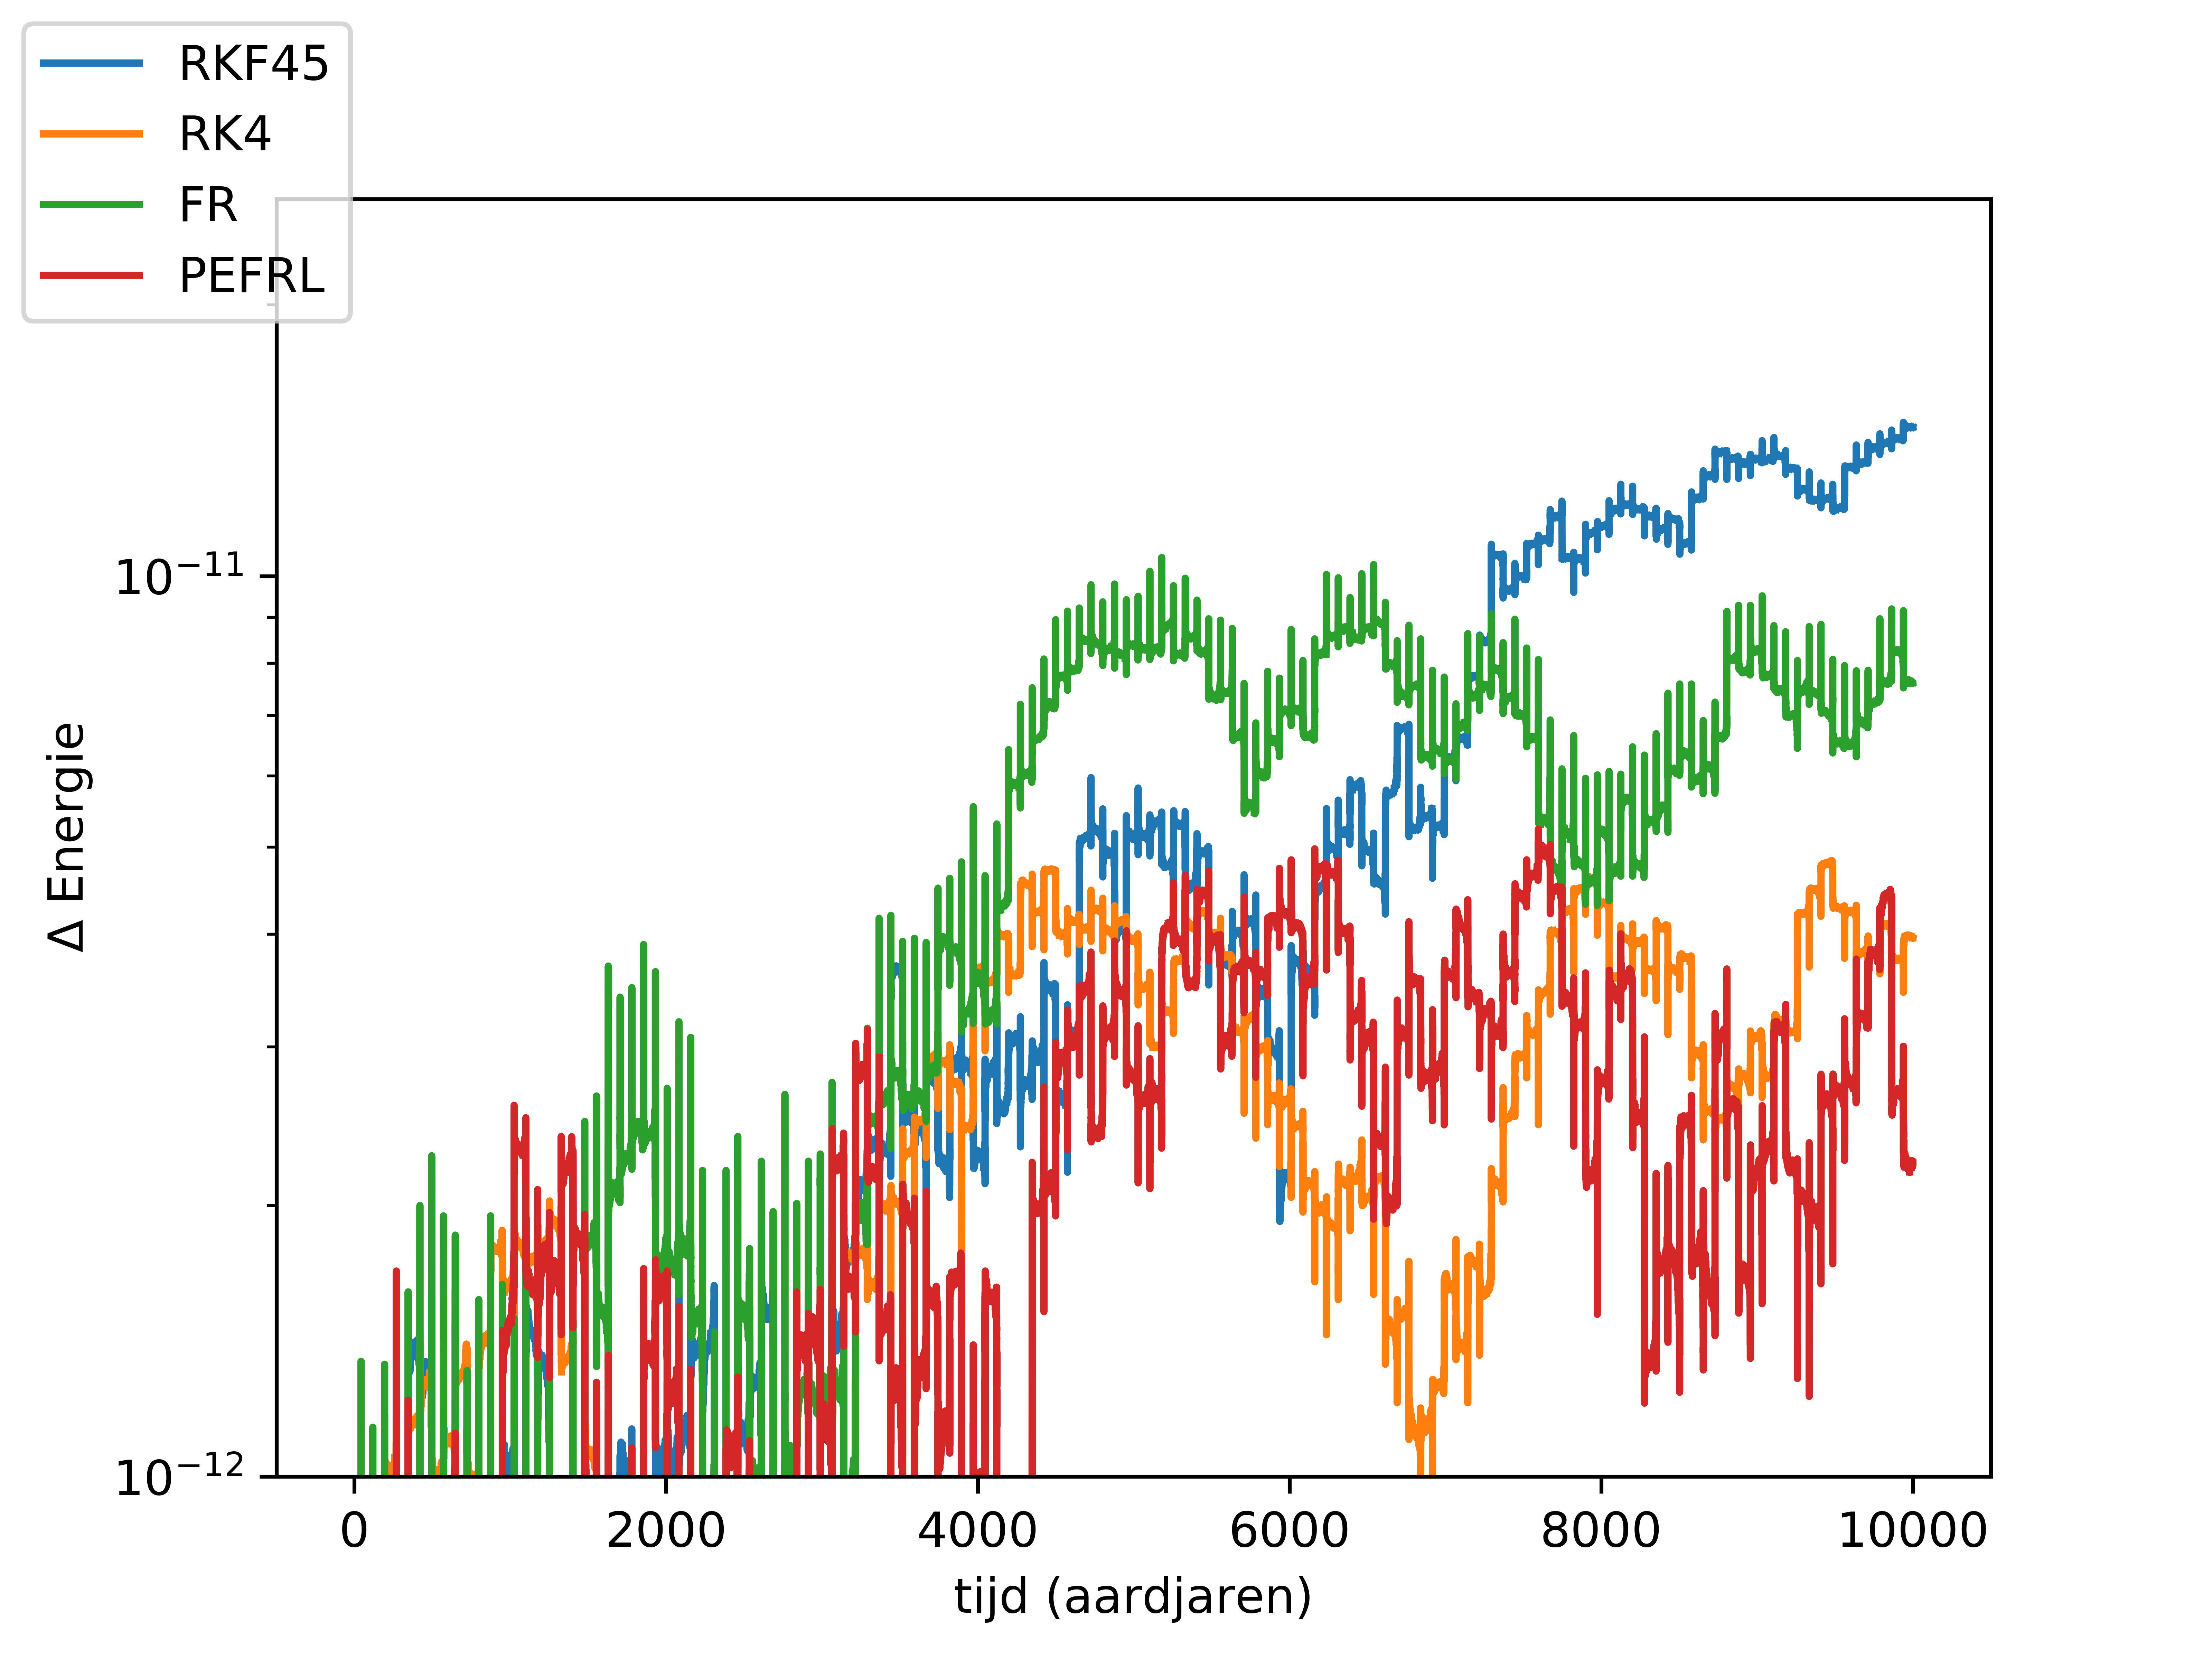 RKF45
RK4
FR
PEFRL
10⁻¹¹
10⁻¹²
Δ Energie
0 2000 4000 6000 8000 10000
tijd (aardjaren)